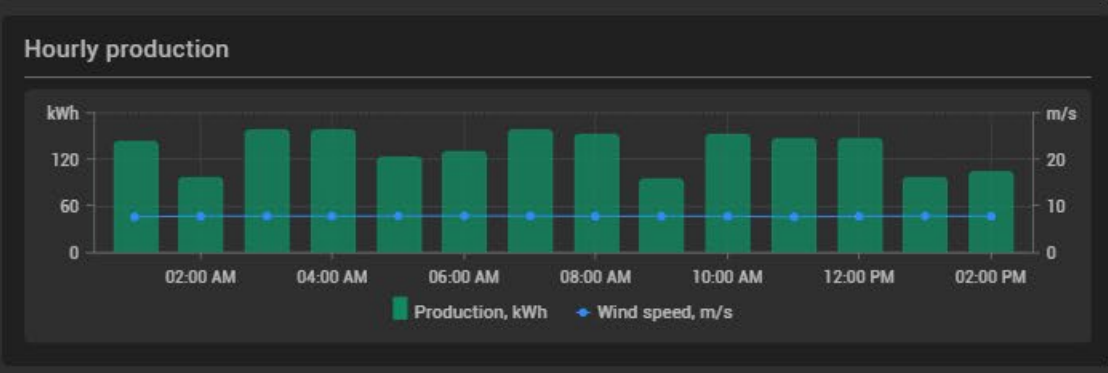 Hourly production
kWh m/s
120 20
60 10
0 0
02:00 AM 04:00 AM 06:00 AM 08:00 AM 10:00 AM 12:00 PM 02:00 PM
Production, kWh Wind speed, m/s